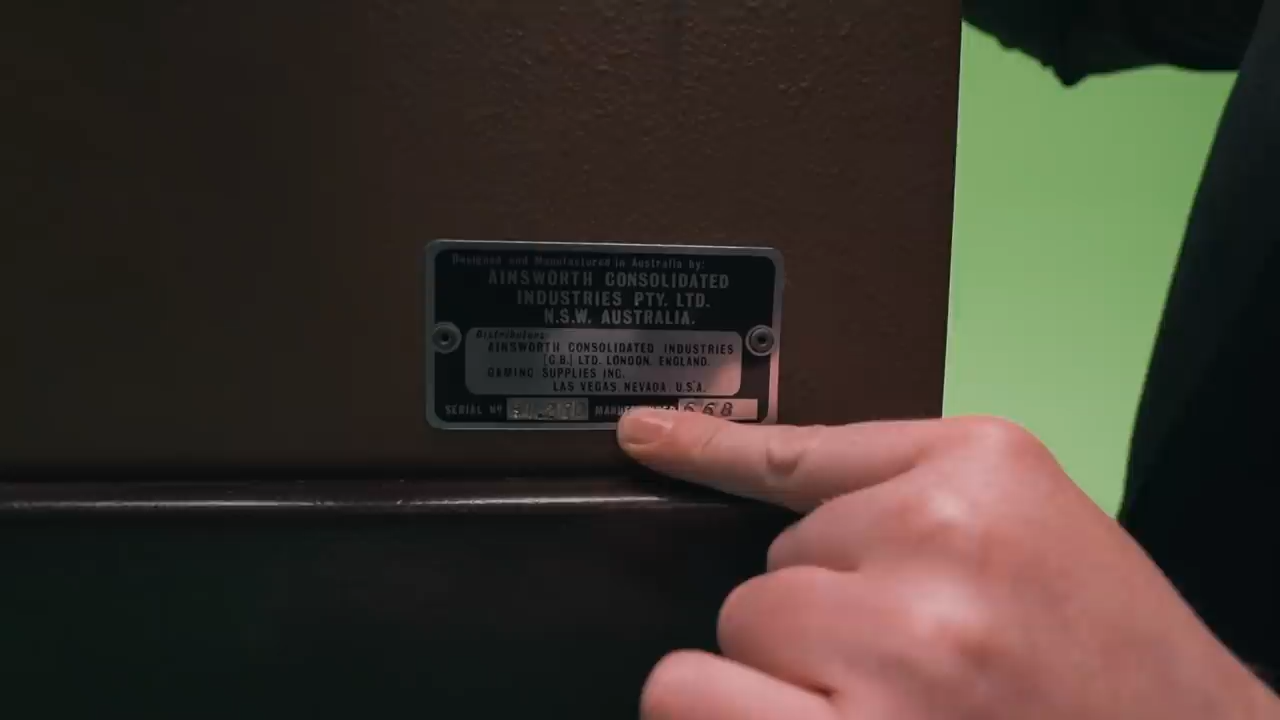 Designed and Manufactured in Australia by:
AINSWORTH CONSOLIDATED
INDUSTRIES PTY. LTD.
N.S.W. AUSTRALIA.
Distributors:
AINSWORTH CONSOLIDATED INDUSTRIES
(G.B.) LTD. LONDON, ENGLAND.
GAMING SUPPLIES INC.
LAS VEGAS, NEVADA, U.S.A.
SERIAL Nº 668